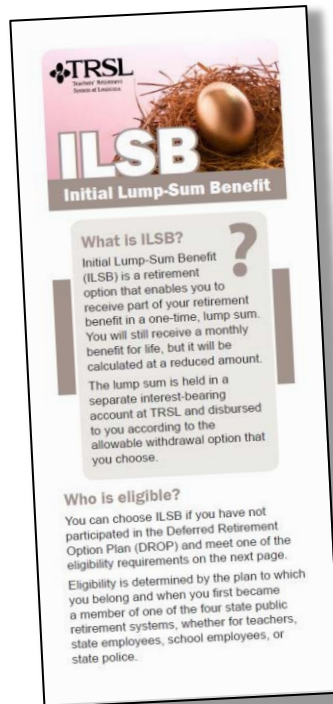 TRSL
Teachers' Retirement
System of Louisiana
ILSB
Initial Lump-Sum Benefit
What is ILSB?
?
Initial Lump-Sum Benefit
(ILSB) is a retirement
option that enables you to
receive part of your retirement
benefit in a one-time, lump sum.
You will still receive a monthly
benefit for life, but it will be
calculated at a reduced amount.
The lump sum is held in a
separate interest-bearing
account at TRSL and disbursed
to you according to the
allowable withdrawal option that
you choose.
Who is eligible?
You can choose ILSB if you have not
participated in the Deferred Retirement
Option Plan (DROP) and meet one of the
eligibility requirements on the next page.
Eligibility is determined by the plan to which
you belong and when you first became
a member of one of the four state public
retirement systems, whether for teachers,
state employees, school employees, or
state police.